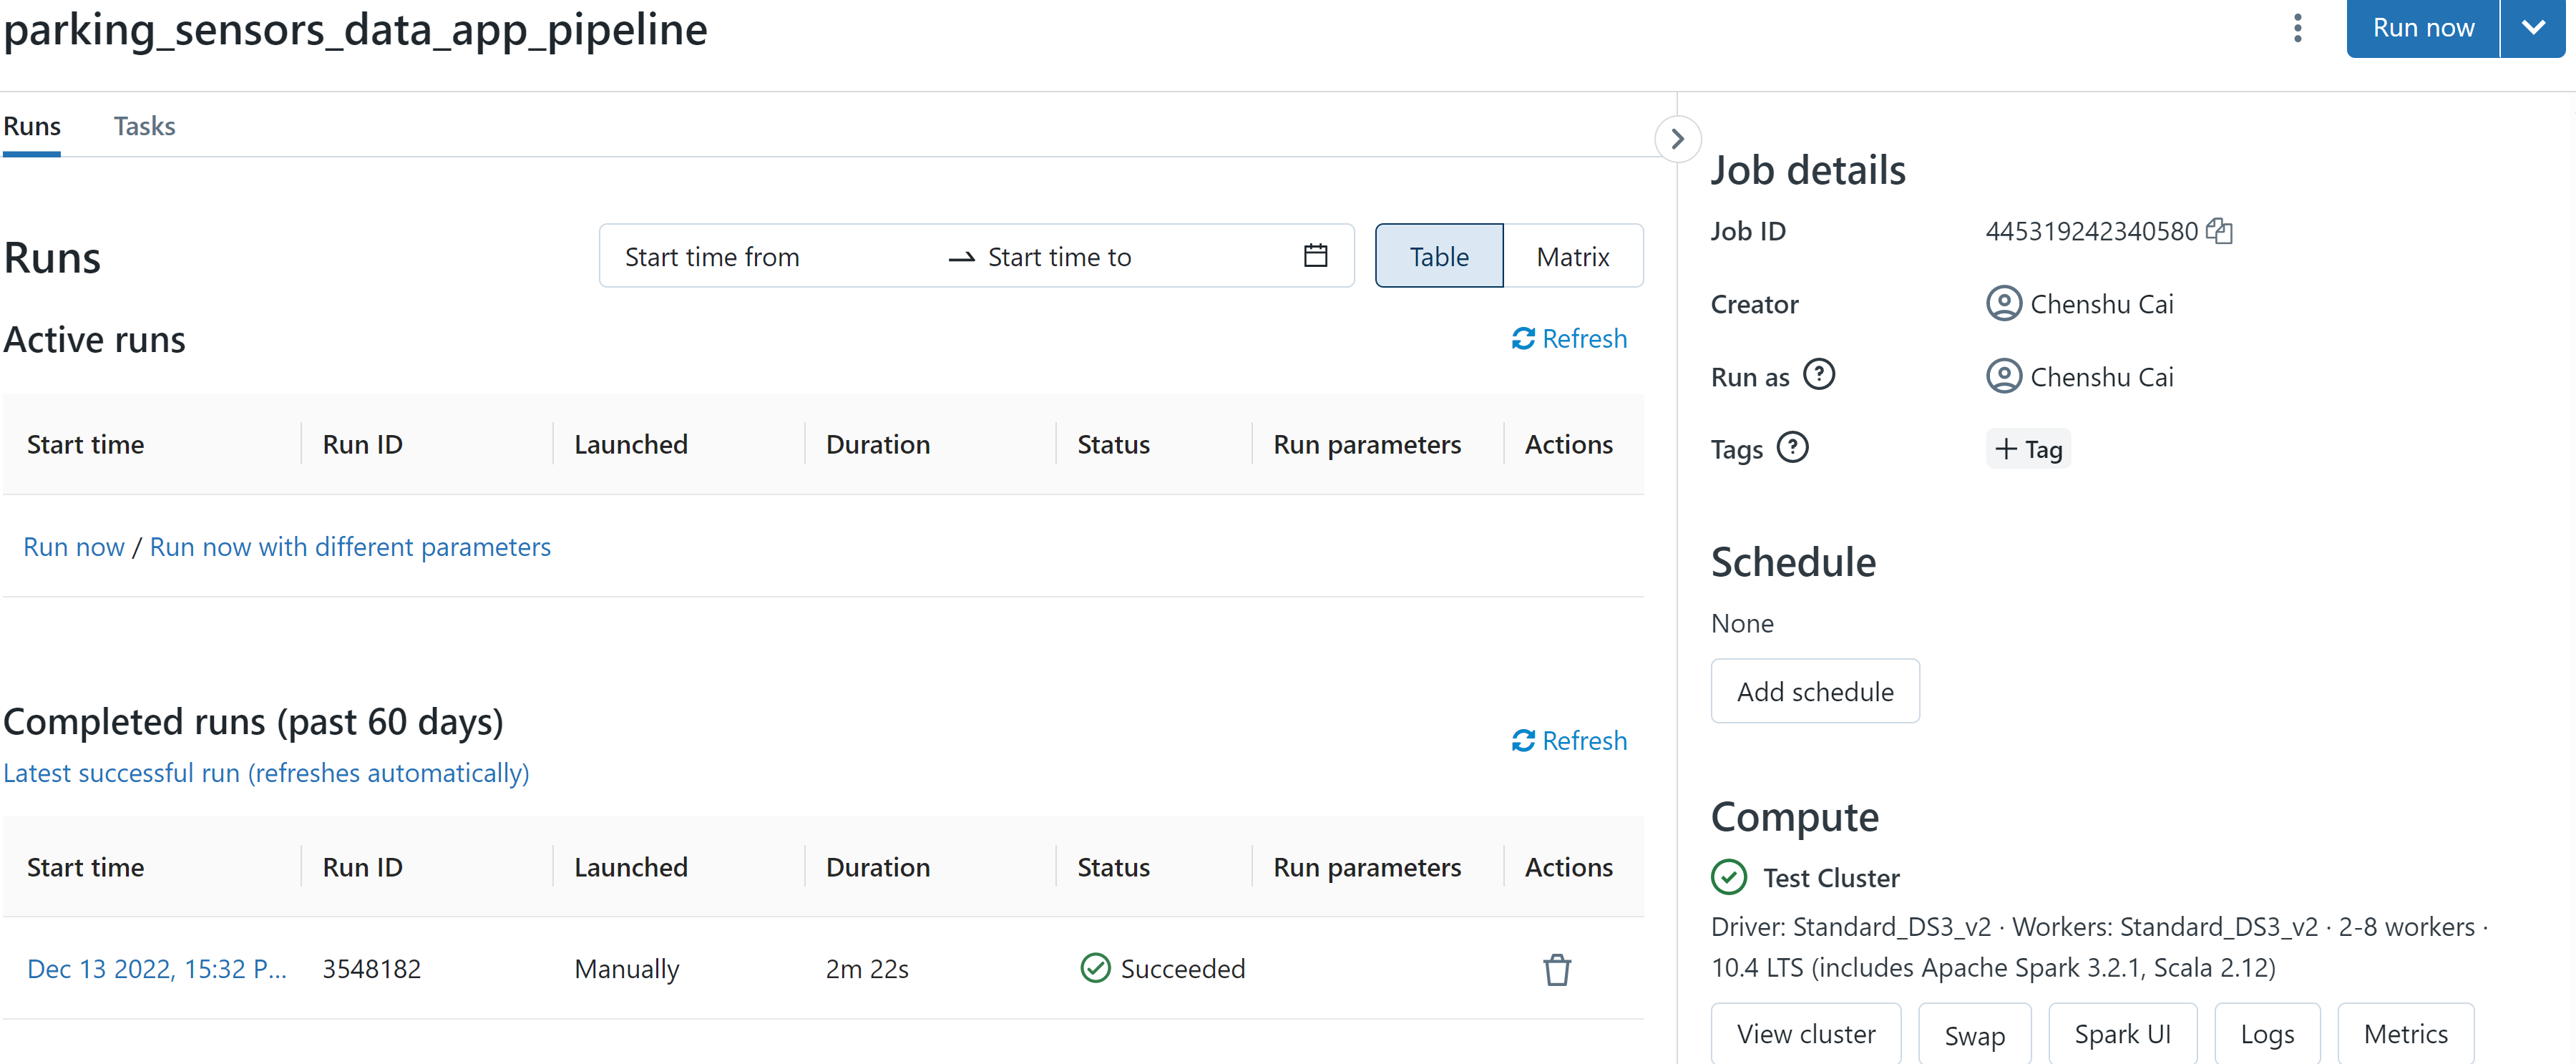 parking_sensors_data_app_pipeline
Run now
Runs
Tasks
Runs
Start time from
Start time to
Table
Matrix
Active runs
Refresh
Start time
Run ID
Launched
Duration
Status
Run parameters
Actions
Run now / Run now with different parameters
Completed runs (past 60 days)
Refresh
Latest successful run (refreshes automatically)
Start time
Run ID
Launched
Duration
Status
Run parameters
Actions
Dec 13 2022, 15:32 P...
3548182
Manually
2m 22s
Succeeded
Job details
Job ID
445319242340580
Creator
Chenshu Cai
Run as
Chenshu Cai
Tags
+ Tag
Schedule
None
Add schedule
Compute
Test Cluster
Driver: Standard_DS3_v2 · Workers: Standard_DS3_v2 · 2-8 workers ·
10.4 LTS (includes Apache Spark 3.2.1, Scala 2.12)
View cluster
Swap
Spark UI
Logs
Metrics